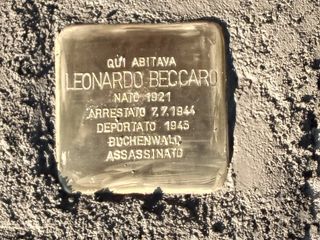 QUI ABITAVA
LEONARDO BECCARO
NATO 1921
ARRESTATO 7.7.1944
DEPORTATO 1945
BUCHENWALD
ASSASSINATO